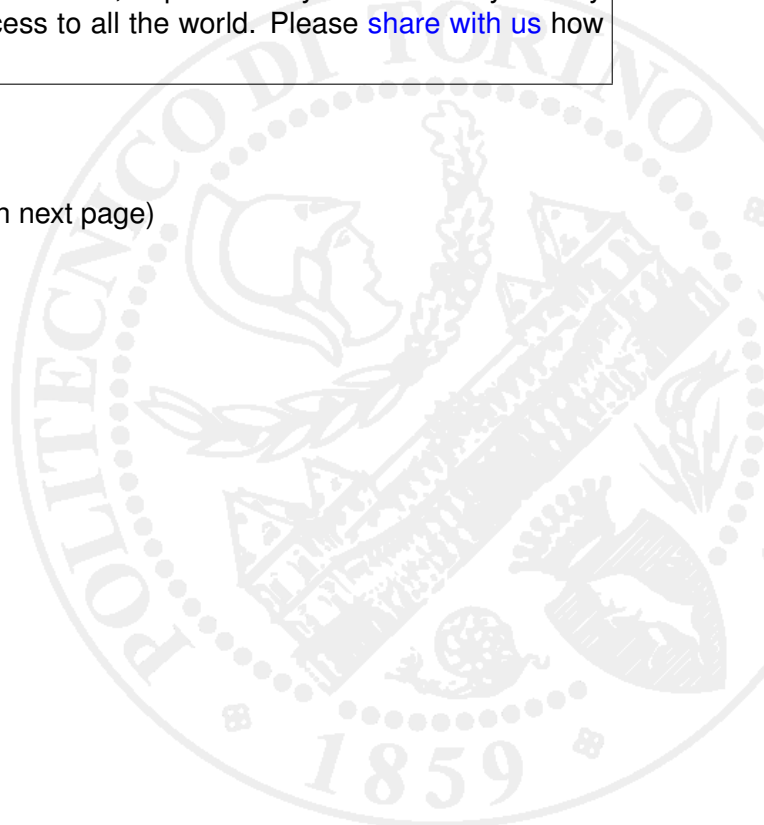 cess to all the world. Please share with us how
n next page)
POLITECNICO DI TORINO
1859